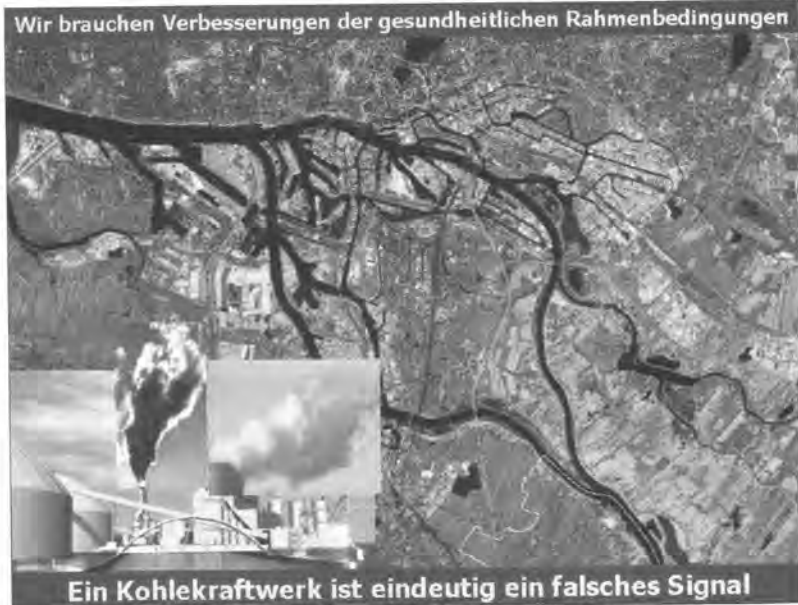 Wir brauchen Verbesserungen der gesundheitlichen Rahmenbedingungen
Ein Kohlekraftwerk ist eindeutig ein falsches Signal